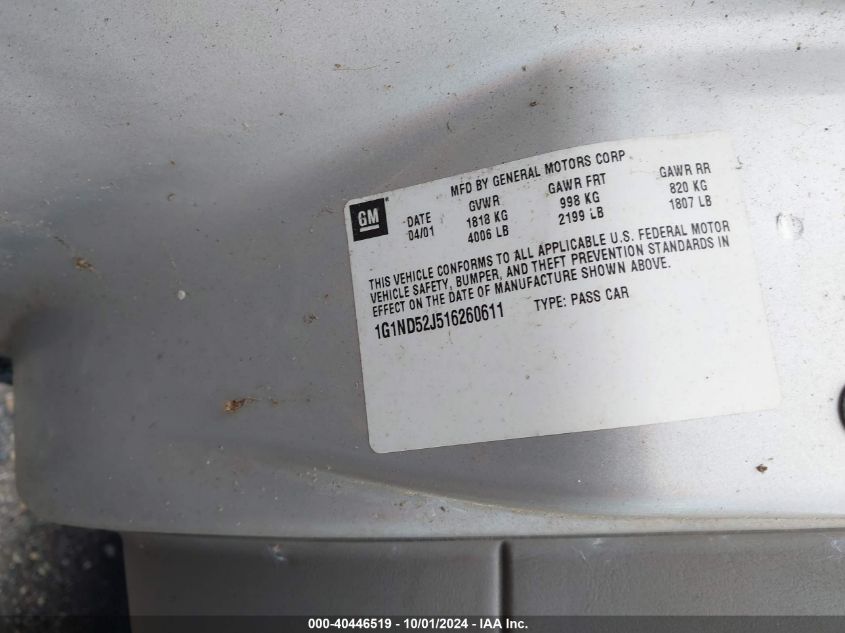 MFD BY GENERAL MOTORS CORP
GM
DATE GVWR GAWR FRT GAWR RR
04/01 1818 KG 998 KG 820 KG
4006 LB 2199 LB 1807 LB
THIS VEHICLE CONFORMS TO ALL APPLICABLE U.S. FEDERAL MOTOR
VEHICLE SAFETY, BUMPER, AND THEFT PREVENTION STANDARDS IN
EFFECT ON THE DATE OF MANUFACTURE SHOWN ABOVE.
1G1ND52J516260611 TYPE: PASS CAR
000-40446519 - 10/01/2024 - IAA Inc.